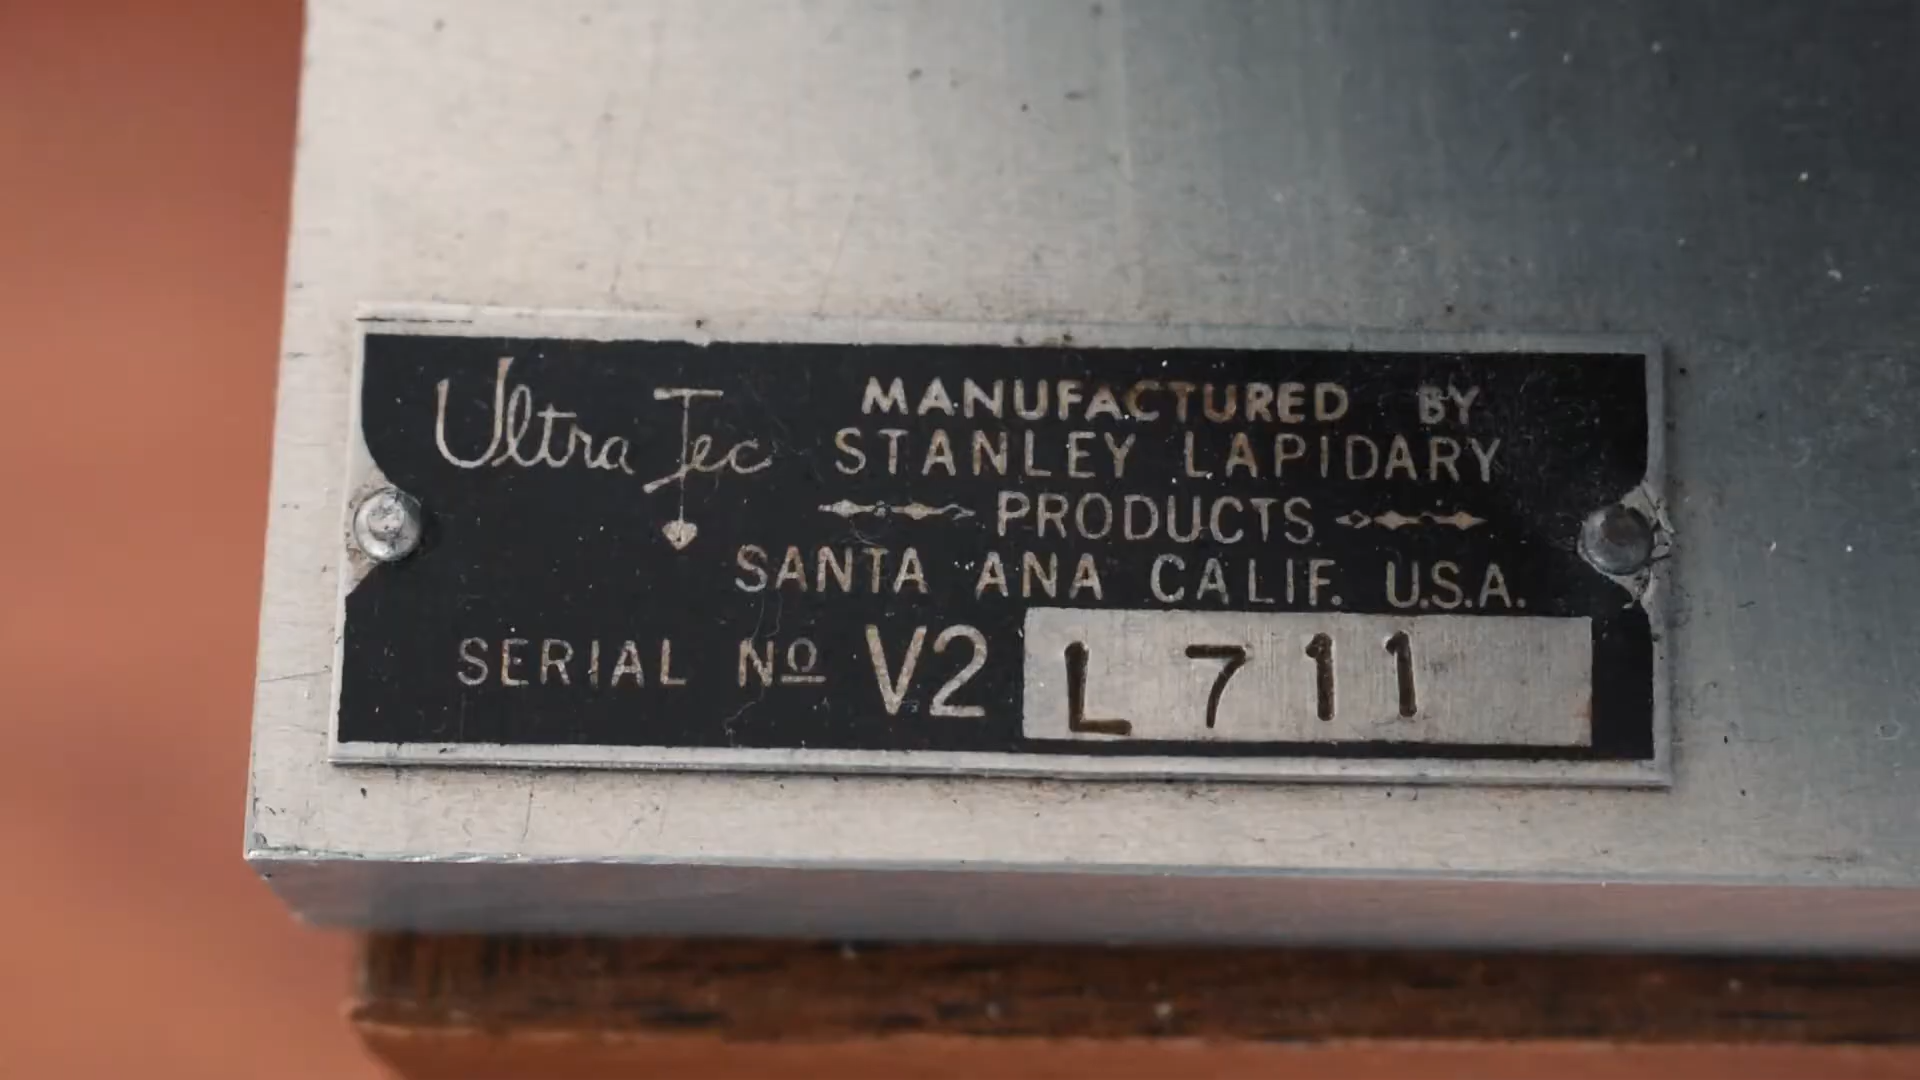 Ultra Tec
MANUFACTURED BY
STANLEY LAPIDARY
PRODUCTS
SANTA ANA CALIF. U.S.A.
SERIAL Nº V2 L 711